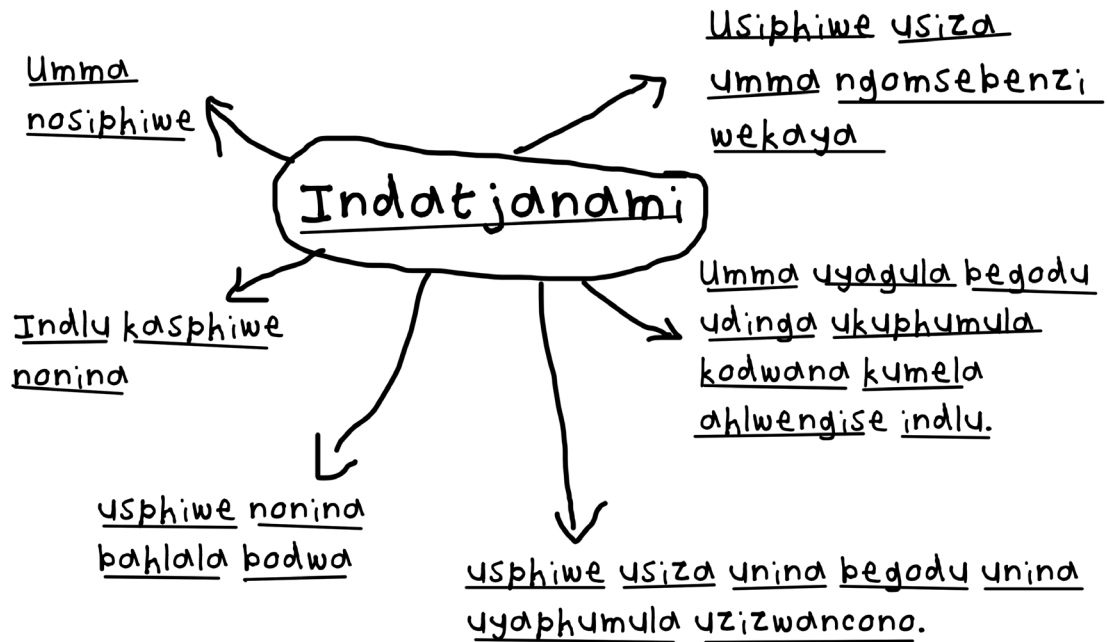 Umma
nosiphiwe
Usiphiwe usiza
umma ngomsebenzi
wekaya
Indatjanami
Indlu kasphiwe
nonina
Umma uyagula begodu
udinga ukuphumula
kodwana kumela
ahlwengise indlu.
usphiwe nonina
bahlala bodwa
usphiwe usiza unina begodu unina
uyaphumula uzizwancono.